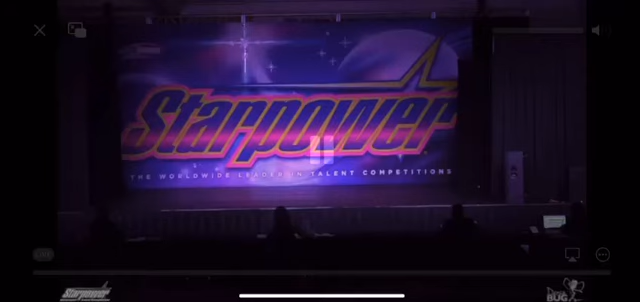 Starpower
THE WORLDWIDE LEADER IN TALENT COMPETITIONS
Starpower
BUG